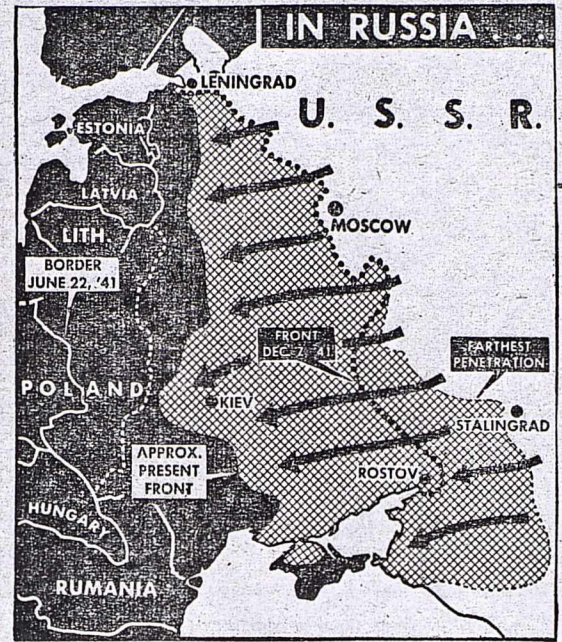 IN RUSSIA . . .
LENINGRAD
U. S. S. R.
ESTONIA
LATVIA
MOSCOW
LITH.
BORDER
JUNE 22, '41
FRONT
DEC. 7, '41
FARTHEST
PENETRATION
POLAND
KIEV
STALINGRAD
APPROX.
PRESENT
FRONT
ROSTOV
HUNGARY
RUMANIA